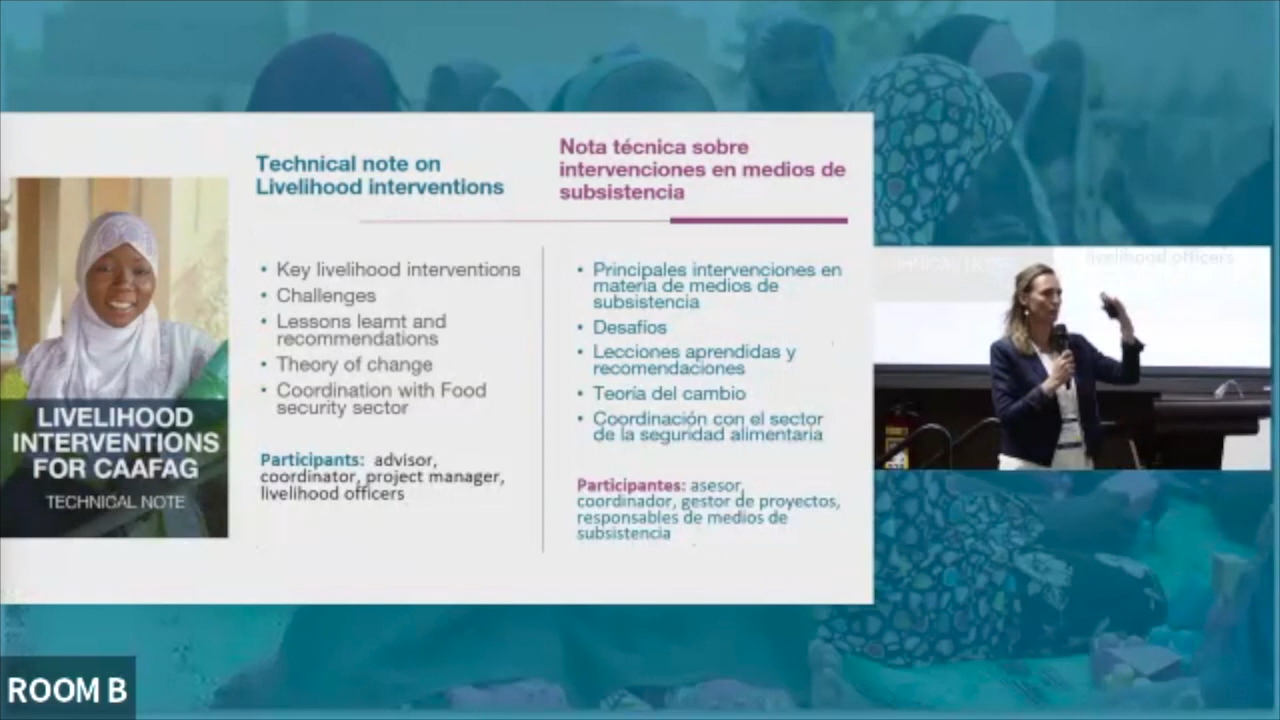 Technical note on
Livelihood interventions
Nota técnica sobre
intervenciones en medios de
subsistencia
• Key livelihood interventions
• Challenges
• Lessons learnt and
recommendations
• Theory of change
• Coordination with Food
security sector
Participants: advisor,
coordinator, project manager,
livelihood officers
• Principales intervenciones en
materia de medios de
subsistencia
• Desafíos
• Lecciones aprendidas y
recomendaciones
• Teoría del cambio
• Coordinación con el sector
de la seguridad alimentaria
Participantes: asesor,
coordinador, gestor de proyectos,
responsables de medios de
subsistencia
LIVELIHOOD
INTERVENTIONS
FOR CAAFAG
TECHNICAL NOTE
livelihood officers
ROOM B